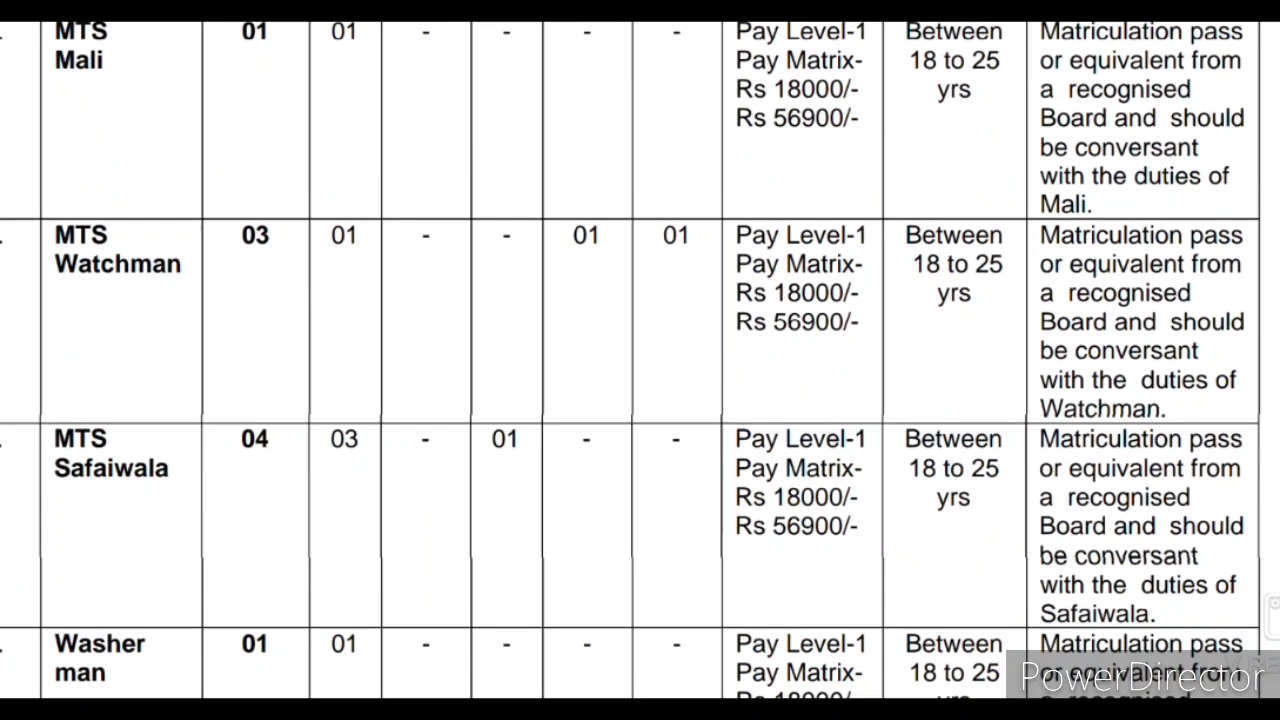 . MTS 01 01 - - - - Pay Level-1 Between Matriculation pass
Mali Pay Matrix- 18 to 25 or equivalent from
Rs 18000/- yrs a recognised
Rs 56900/- Board and should
be conversant
with the duties of
Mali.
. MTS 03 01 - - 01 01 Pay Level-1 Between Matriculation pass
Watchman Pay Matrix- 18 to 25 or equivalent from
Rs 18000/- yrs a recognised
Rs 56900/- Board and should
be conversant
with the duties of
Watchman.
. MTS 04 03 - 01 - - Pay Level-1 Between Matriculation pass
Safaiwala Pay Matrix- 18 to 25 or equivalent from
Rs 18000/- yrs a recognised
Rs 56900/- Board and should
be conversant
with the duties of
Safaiwala.
. Washer 01 01 - - - - Pay Level-1 Between Matriculation pass
man Pay Matrix- 18 to 25 or equivalent from
PowerDirector